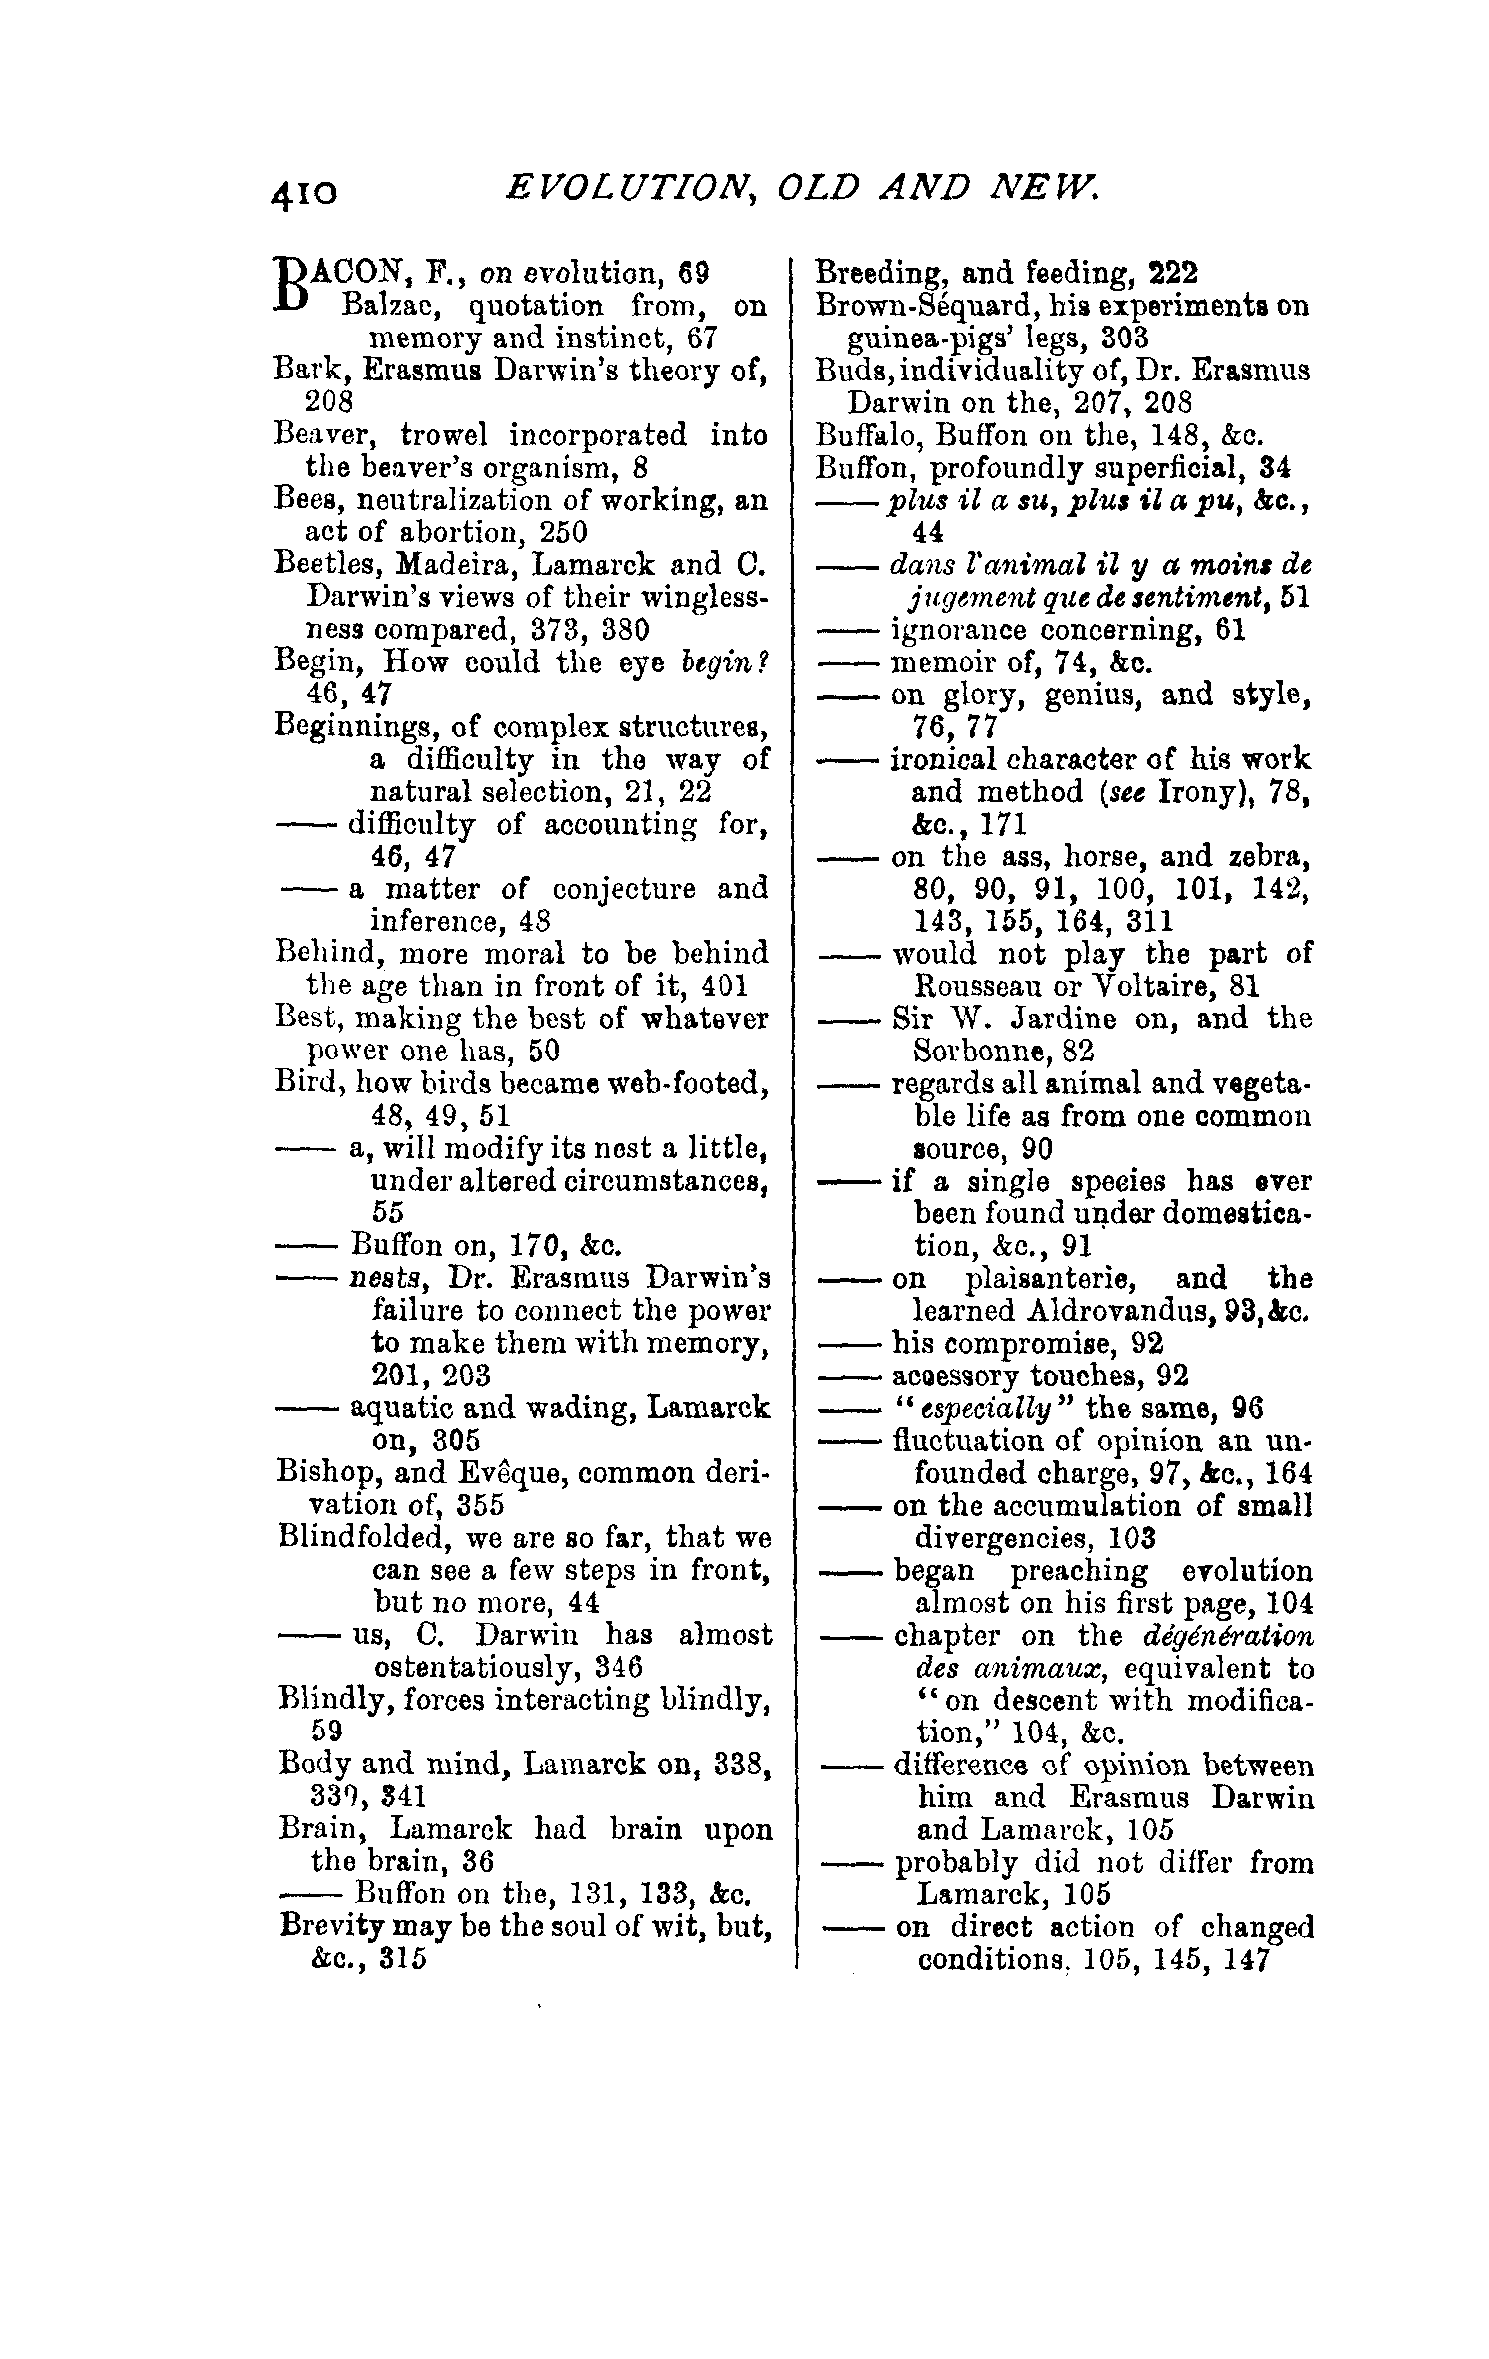 410 EVOLUTION, OLD AND NEW.
BACON, F., on evolution, 69
Balzac, quotation from, on
memory and instinct, 67
Bark, Erasmus Darwin's theory of,
208
Beaver, trowel incorporated into
the beaver's organism, 8
Bees, neutralization of working, an
act of abortion, 250
Beetles, Madeira, Lamarck and C.
Darwin's views of their wingless-
ness compared, 373, 380
Begin, How could the eye begin?
46, 47
Beginnings, of complex structures,
a difficulty in the way of
natural selection, 21, 22
—— difficulty of accounting for,
46, 47
—— a matter of conjecture and
inference, 48
Behind, more moral to be behind
the age than in front of it, 401
Best, making the best of whatever
power one has, 50
Bird, how birds became web-footed,
48, 49, 51
—— a, will modify its nest a little,
under altered circumstances,
55
—— Buffon on, 170, &c.
—— nests, Dr. Erasmus Darwin's
failure to connect the power
to make them with memory,
201, 203
—— aquatic and wading, Lamarck
on, 305
Bishop, and Evêque, common deri-
vation of, 355
Blindfolded, we are so far, that we
can see a few steps in front,
but no more, 44
—— us, C. Darwin has almost
ostentatiously, 346
Blindly, forces interacting blindly,
59
Body and mind, Lamarck on, 338,
339, 341
Brain, Lamarck had brain upon
the brain, 36
—— Buffon on the, 131, 133, &c.
Brevity may be the soul of wit, but,
&c., 315
Breeding, and feeding, 222
Brown-Séquard, his experiments on
guinea-pigs' legs, 303
Buds, individuality of, Dr. Erasmus
Darwin on the, 207, 208
Buffalo, Buffon on the, 148, &c.
Buffon, profoundly superficial, 34
—— plus il a su, plus il a pu, &c.,
44
—— dans l'animal il y a moins de
jugement que de sentiment, 51
—— ignorance concerning, 61
—— memoir of, 74, &c.
—— on glory, genius, and style,
76, 77
—— ironical character of his work
and method (see Irony), 78,
&c., 171
—— on the ass, horse, and zebra,
80, 90, 91, 100, 101, 142,
143, 155, 164, 311
—— would not play the part of
Rousseau or Voltaire, 81
—— Sir W. Jardine on, and the
Sorbonne, 82
—— regards all animal and vegeta-
ble life as from one common
source, 90
—— if a single species has ever
been found under domestica-
tion, &c., 91
—— on plaisanterie, and the
learned Aldrovandus, 93, &c.
—— his compromise, 92
—— accessory touches, 92
—— "especially" the same, 96
—— fluctuation of opinion an un-
founded charge, 97, &c., 164
—— on the accumulation of small
divergencies, 103
—— began preaching evolution
almost on his first page, 104
—— chapter on the dégénération
des animaux, equivalent to
"on descent with modifica-
tion," 104, &c.
—— difference of opinion between
him and Erasmus Darwin
and Lamarck, 105
—— probably did not differ from
Lamarck, 105
—— on direct action of changed
conditions, 105, 145, 147